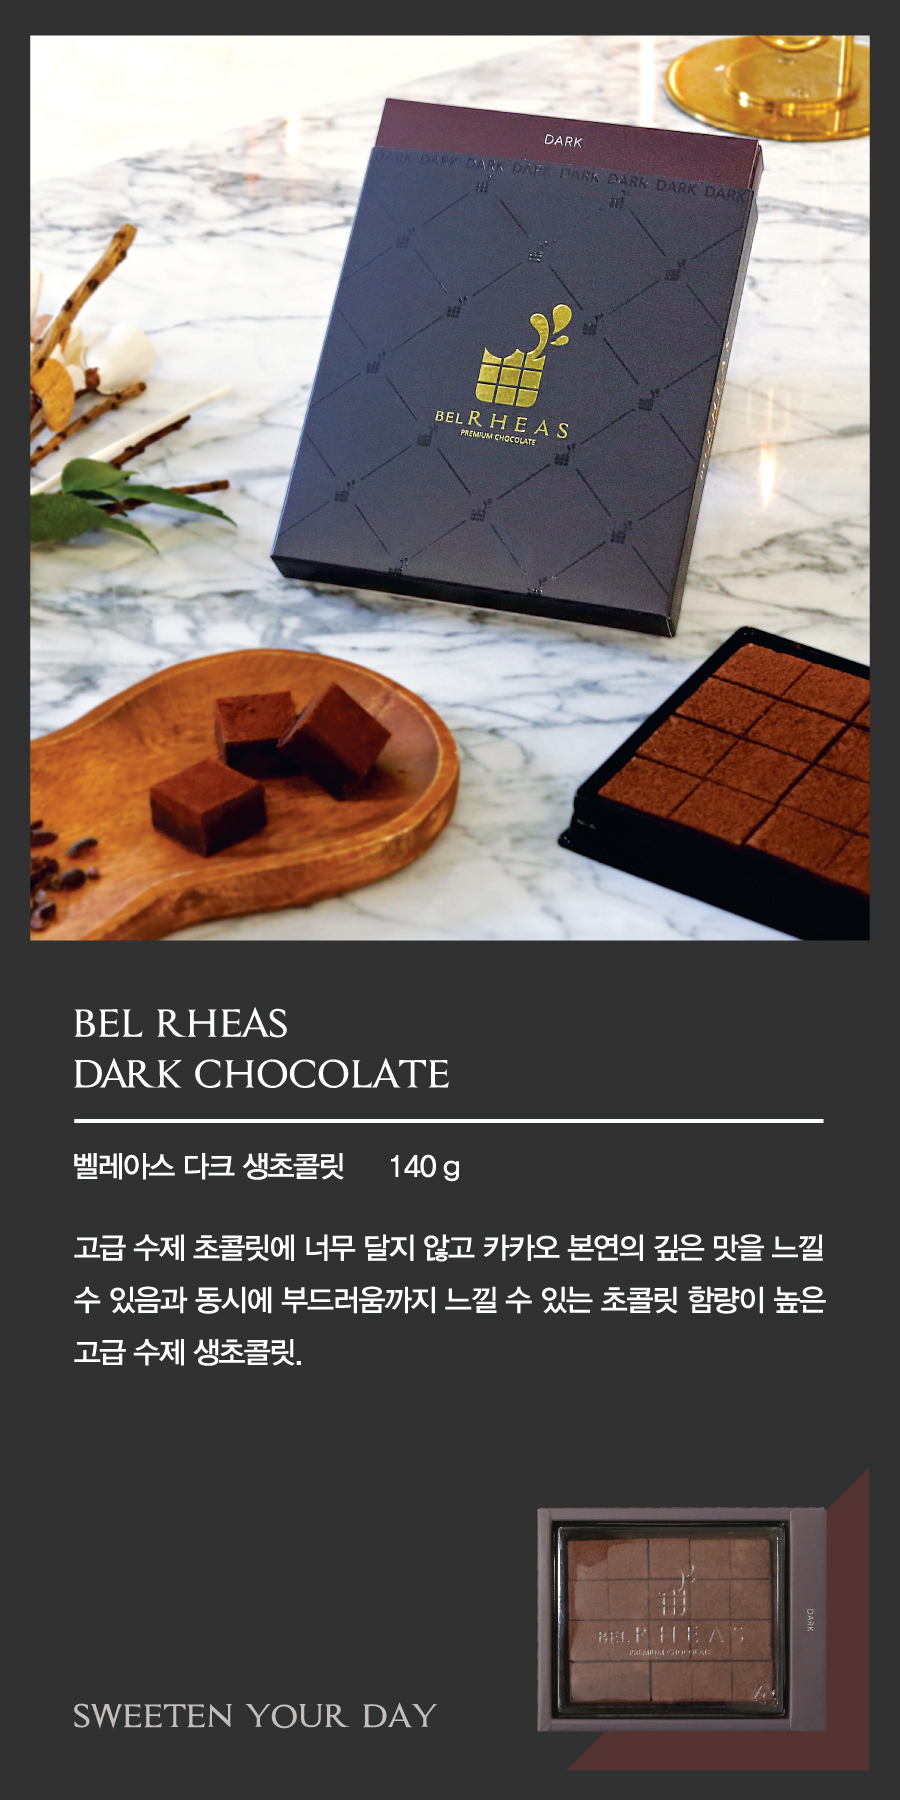 DARK
DARK DARK DARK DARK DARK DARK DARK DARK
BEL RHEAS
PREMIUM CHOCOLATE
BEL RHEAS
DARK CHOCOLATE
벨레아스 다크 생초콜릿 140 g
고급 수제 초콜릿에 너무 달지 않고 카카오 본연의 깊은 맛을 느낄
수 있음과 동시에 부드러움까지 느낄 수 있는 초콜릿 함량이 높은
고급 수제 생초콜릿.
DARK
BEL RHEAS
PREMIUM CHOCOLATE
SWEETEN YOUR DAY